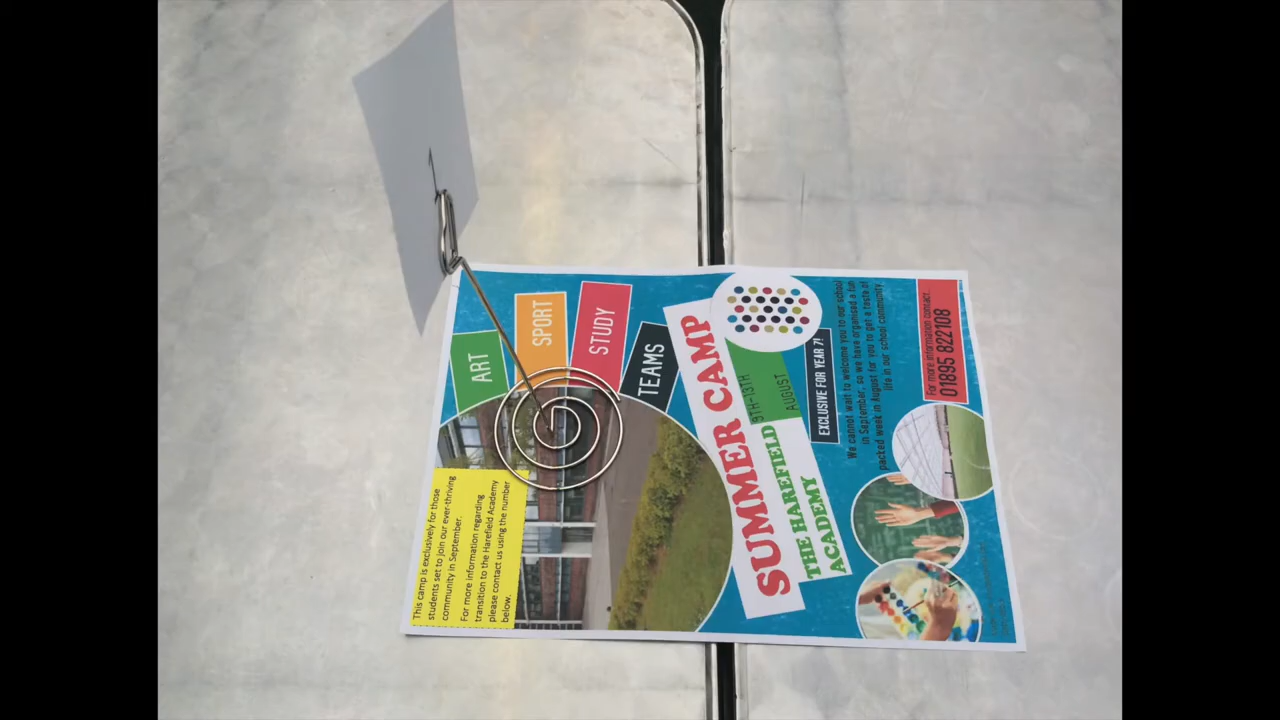 This camp is exclusively for those
students set to join our ever-thriving
community in September.
For more information regarding
transition to the Harefield Academy
please contact us using the number
below.
ART
SPORT
STUDY
TEAMS
SUMMER CAMP
THE HAREFIELD
ACADEMY
9TH-13TH
AUGUST
EXCLUSIVE FOR YEAR 7!
We cannot wait to welcome you to our school
in September, so we have organised a fun
packed week in August for you to get a taste of
life in our school community
For more information contact:
01895 822108